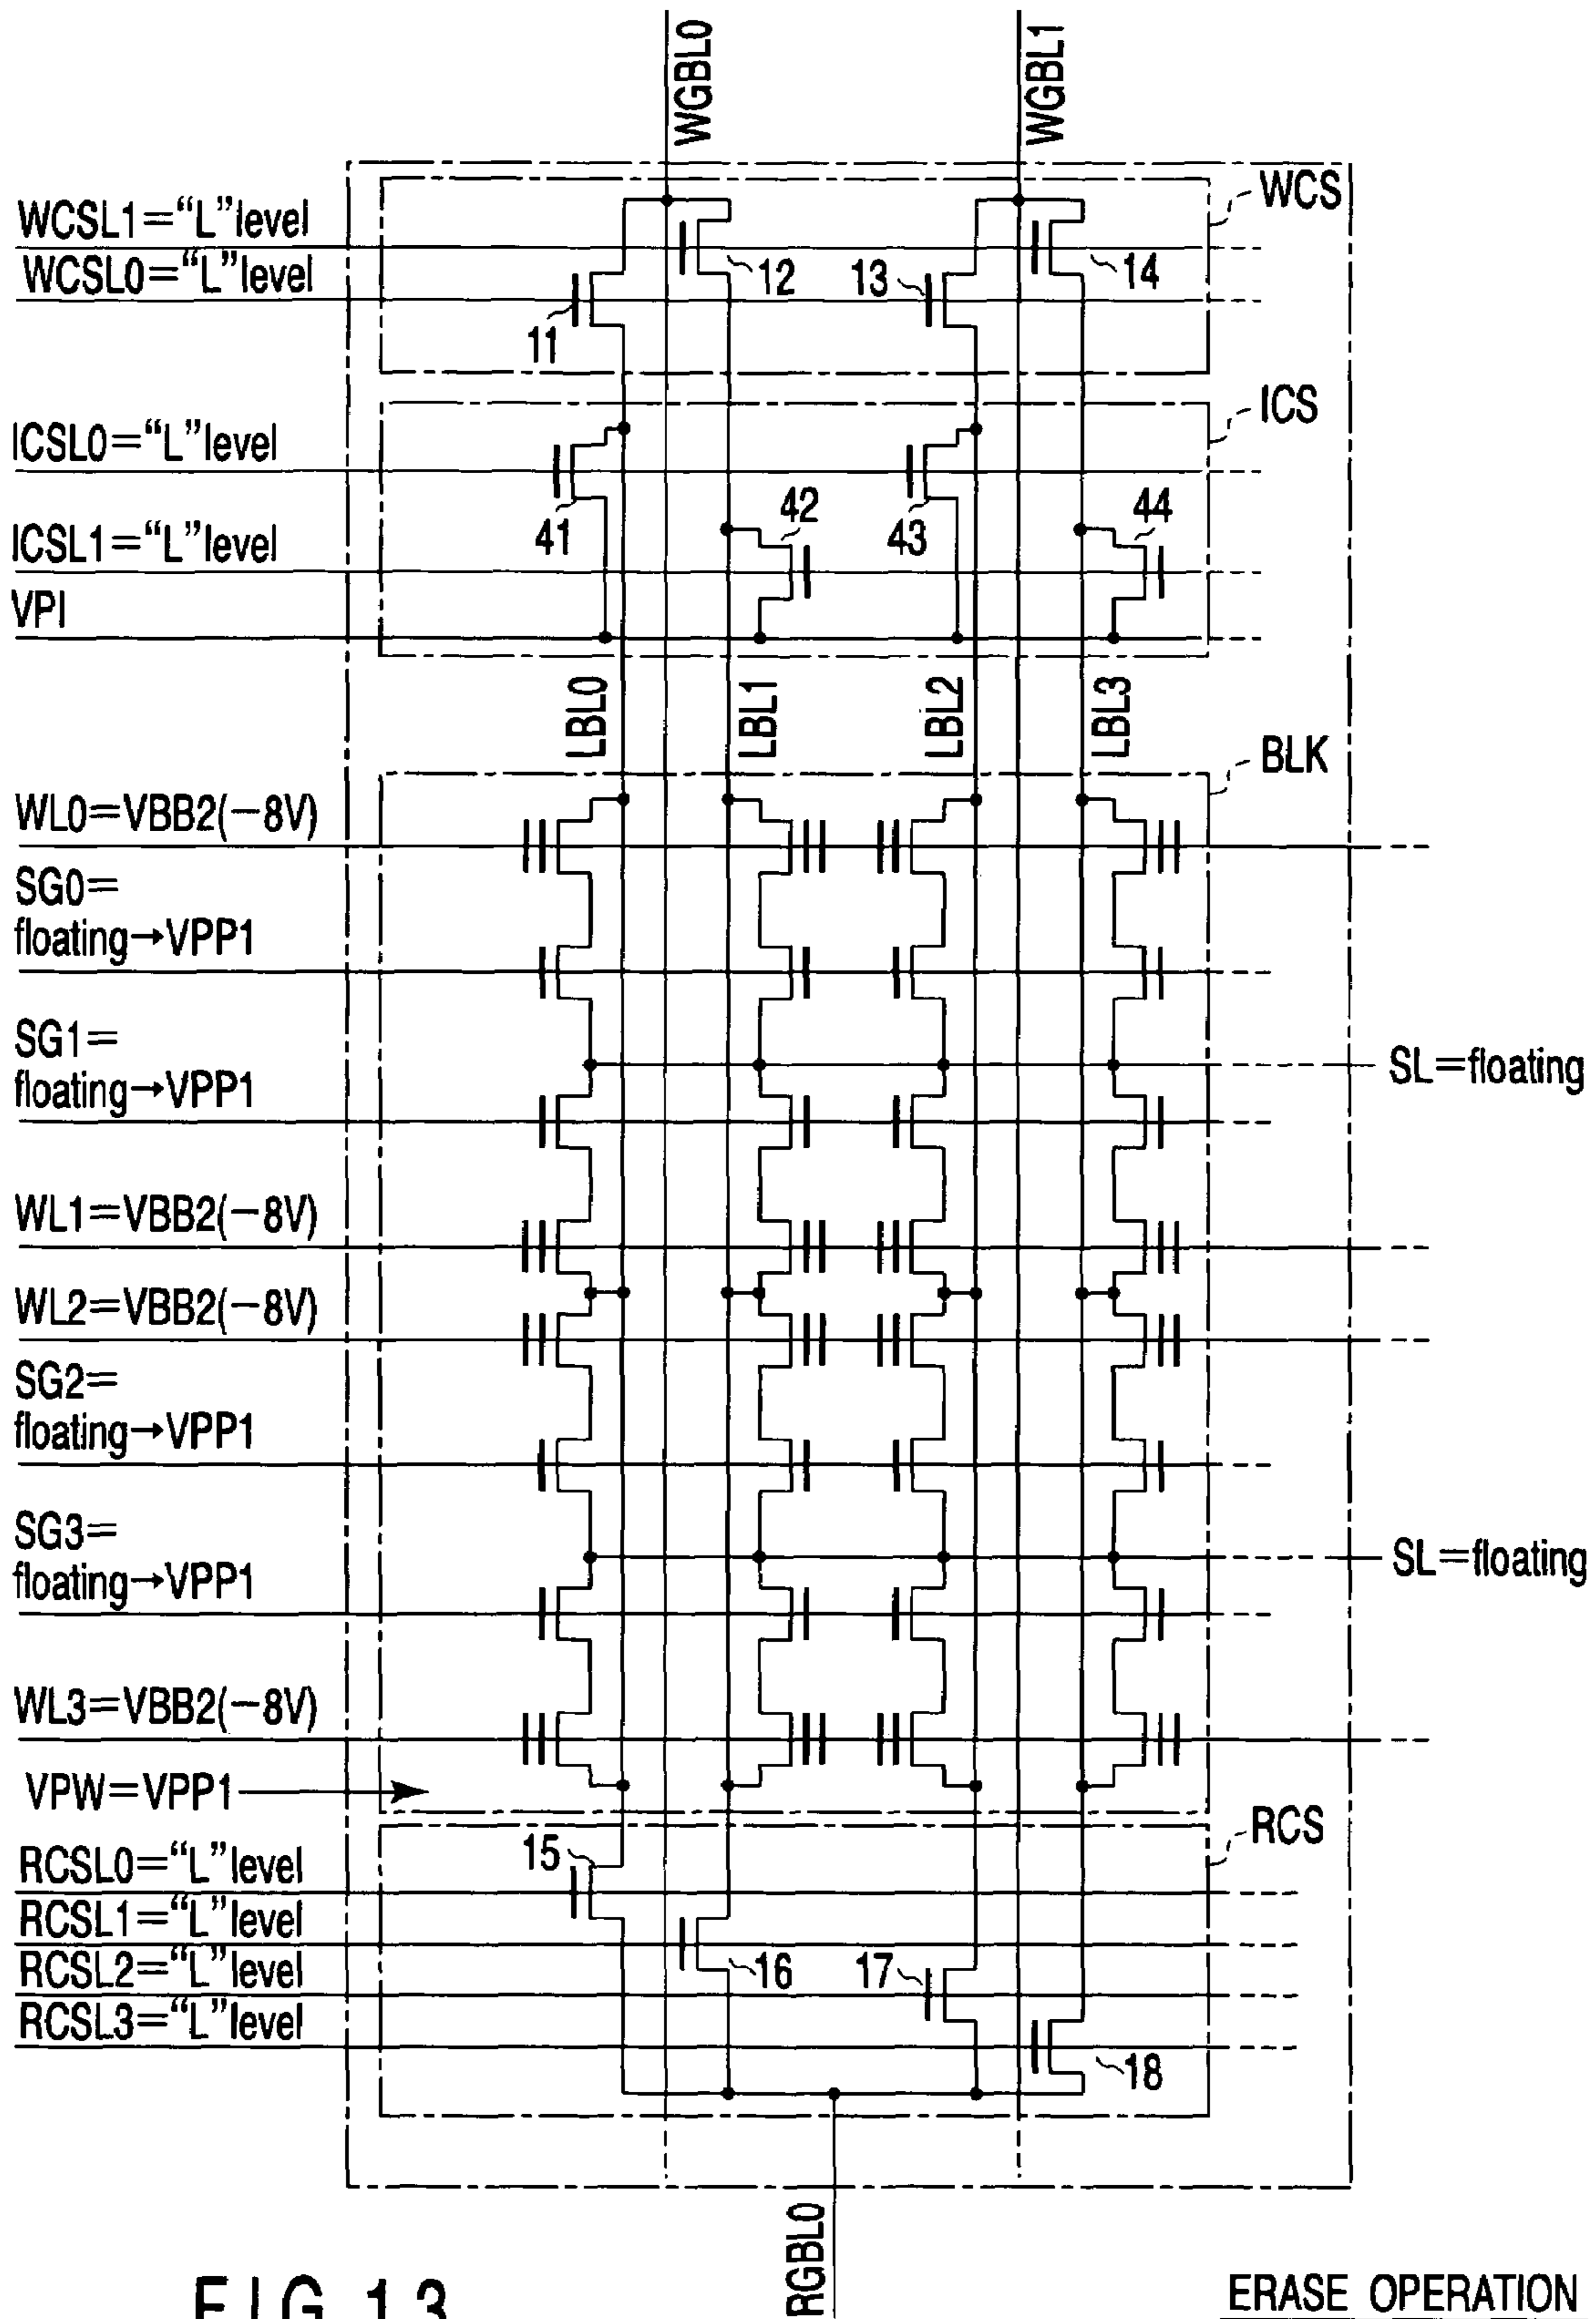 WGBL0
WGBL1
WCS
WCSL1="L"level
WCSL0="L"level
12
13
14
11
ICS
ICSL0="L"level
42
44
41
43
ICSL1="L"level
VPI
LBL0
LBL1
LBL2
LBL3
BLK
WL0=VBB2(-8V)
SG0=
floating→VPP1
SG1=
floating→VPP1
SL=floating
WL1=VBB2(-8V)
WL2=VBB2(-8V)
SG2=
floating→VPP1
SG3=
floating→VPP1
SL=floating
WL3=VBB2(-8V)
VPW=VPP1
RCS
15
RCSL0="L"level
RCSL1="L"level
16
17
RCSL2="L"level
RCSL3="L"level
18
RGBL0
FIG.13
ERASE OPERATION